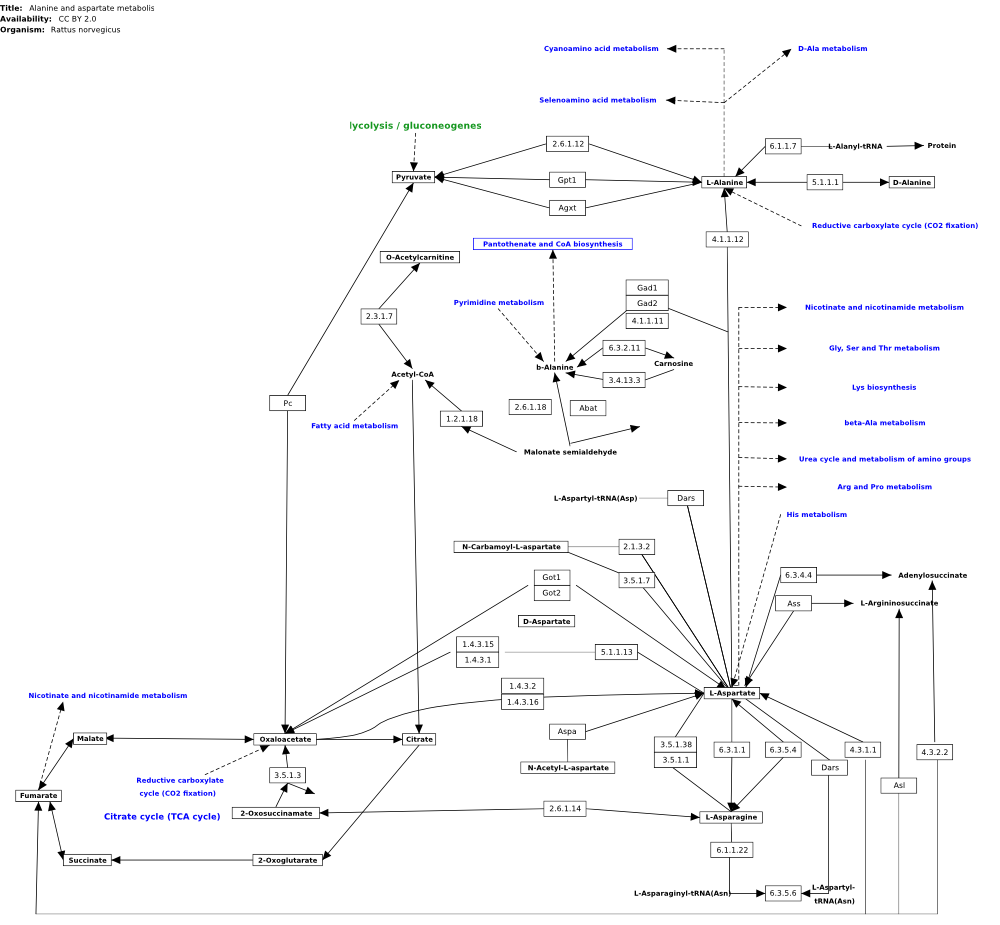 Title: Alanine and aspartate metabolis
Availability: CC BY 2.0
Organism: Rattus norvegicus
Cyanoamino acid metabolism
D-Ala metabolism
Selenoamino acid metabolism
lycolysis / gluconeogenes
2.6.1.12
6.1.1.7
L-Alanyl-tRNA
Protein
Pyruvate
Gpt1
L-Alanine
5.1.1.1
D-Alanine
Agxt
Reductive carboxylate cycle (CO2 fixation)
4.1.1.12
Pantothenate and CoA biosynthesis
O-Acetylcarnitine
Gad1
Gad2
4.1.1.11
Pyrimidine metabolism
Nicotinate and nicotinamide metabolism
2.3.1.7
6.3.2.11
Gly, Ser and Thr metabolism
b-Alanine
Carnosine
Acetyl-CoA
3.4.13.3
Lys biosynthesis
Pc
2.6.1.18
Abat
1.2.1.18
beta-Ala metabolism
Fatty acid metabolism
Malonate semialdehyde
Urea cycle and metabolism of amino groups
Arg and Pro metabolism
L-Aspartyl-tRNA(Asp)
Dars
His metabolism
N-Carbamoyl-L-aspartate
2.1.3.2
Got1
Got2
3.5.1.7
6.3.4.4
Adenylosuccinate
Ass
L-Argininosuccinate
D-Aspartate
1.4.3.15
1.4.3.1
5.1.1.13
1.4.3.2
1.4.3.16
L-Aspartate
Nicotinate and nicotinamide metabolism
Aspa
Malate
Oxaloacetate
Citrate
3.5.1.38
3.5.1.1
6.3.1.1
6.3.5.4
4.3.1.1
4.3.2.2
N-Acetyl-L-aspartate
Dars
Reductive carboxylate
cycle (CO2 fixation)
3.5.1.3
Asl
Fumarate
Citrate cycle (TCA cycle)
2-Oxosuccinamate
2.6.1.14
L-Asparagine
6.1.1.22
Succinate
2-Oxoglutarate
L-Asparaginyl-tRNA(Asn)
6.3.5.6
L-Aspartyl-
tRNA(Asn)